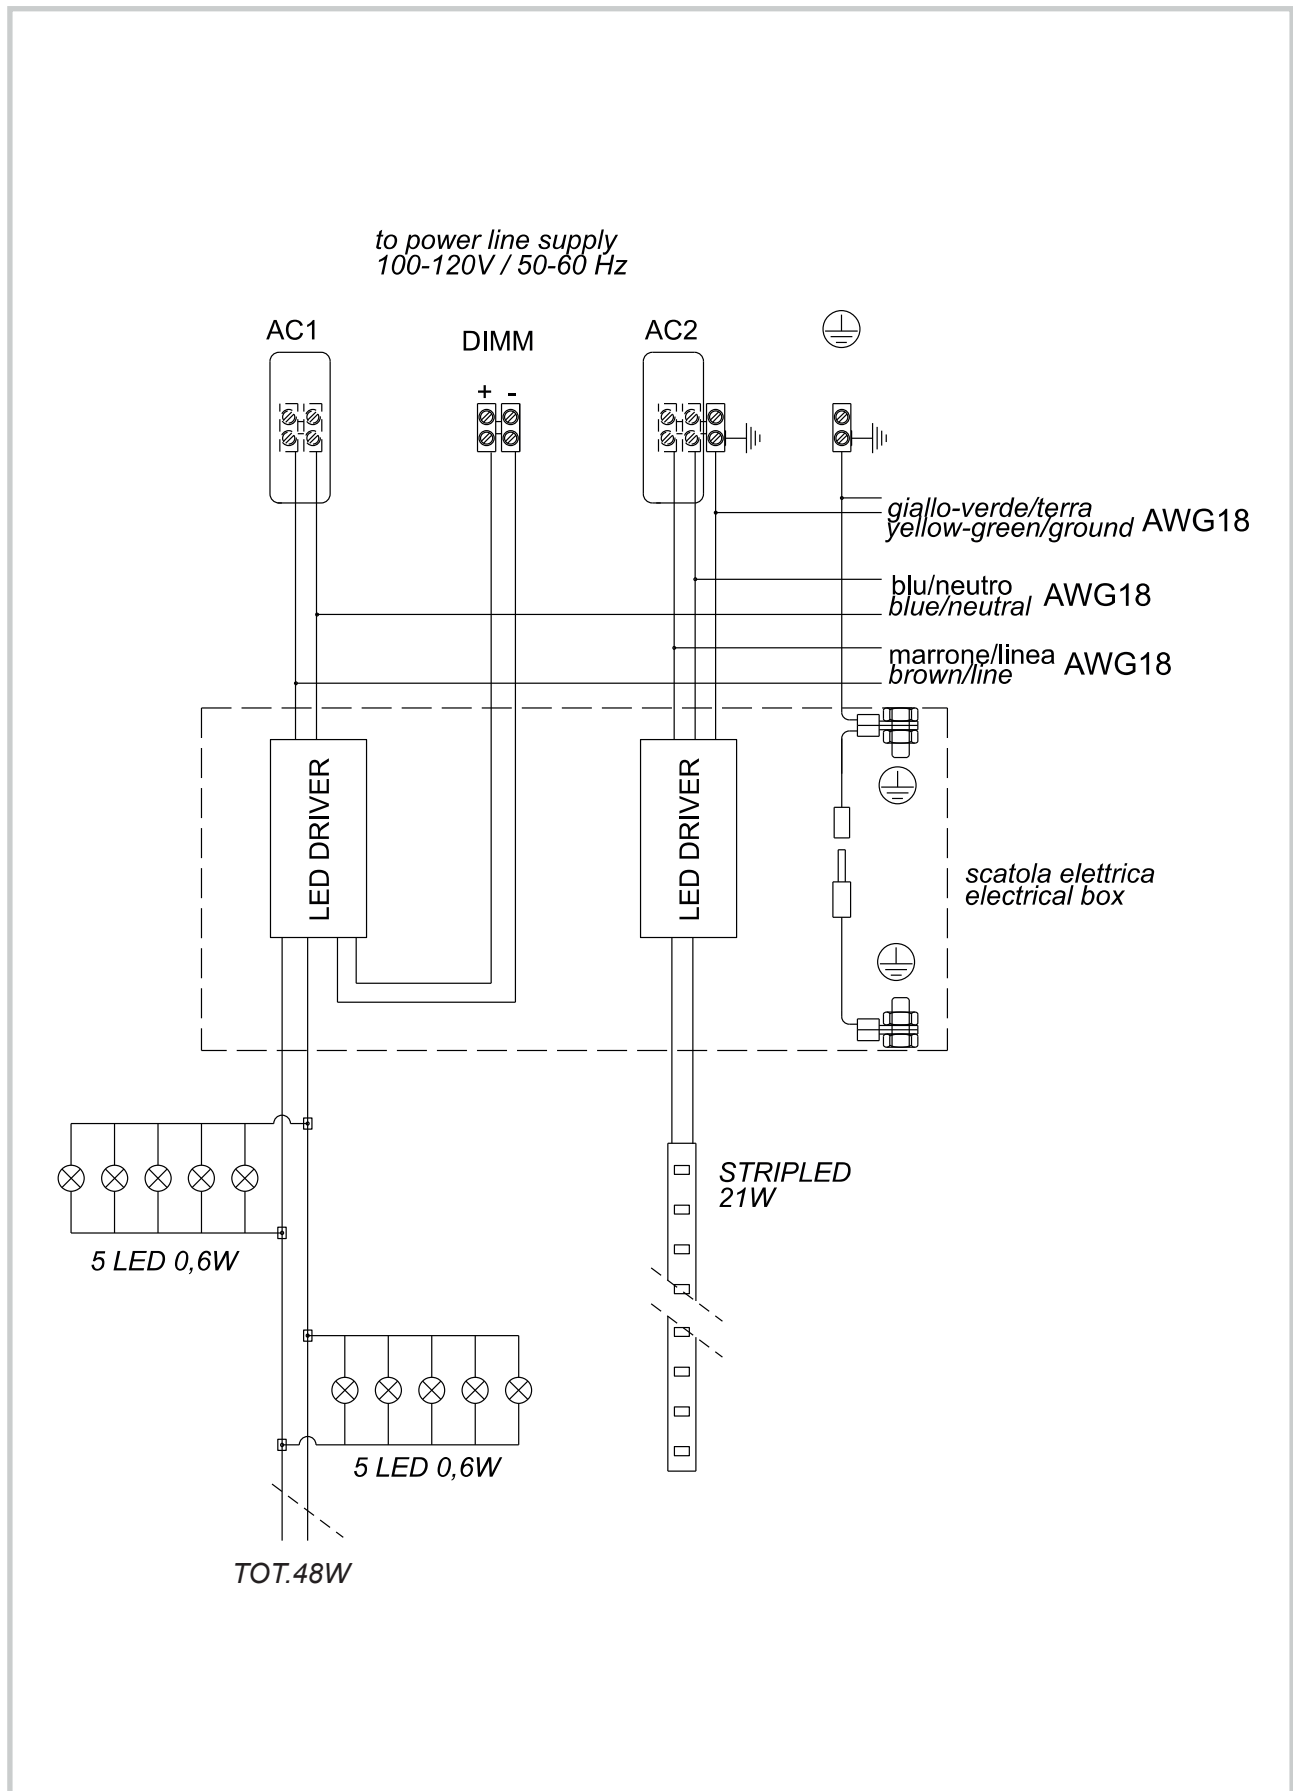 to power line supply
100-120V / 50-60 Hz
AC1
DIMM
AC2
+ -
giallo-verde/terra
yellow-green/ground
AWG18
blu/neutro
blue/neutral
AWG18
marrone/linea
brown/line
AWG18
LED DRIVER
LED DRIVER
scatola elettrica
electrical box
STRIPLED
21W
5 LED 0,6W
5 LED 0,6W
TOT.48W